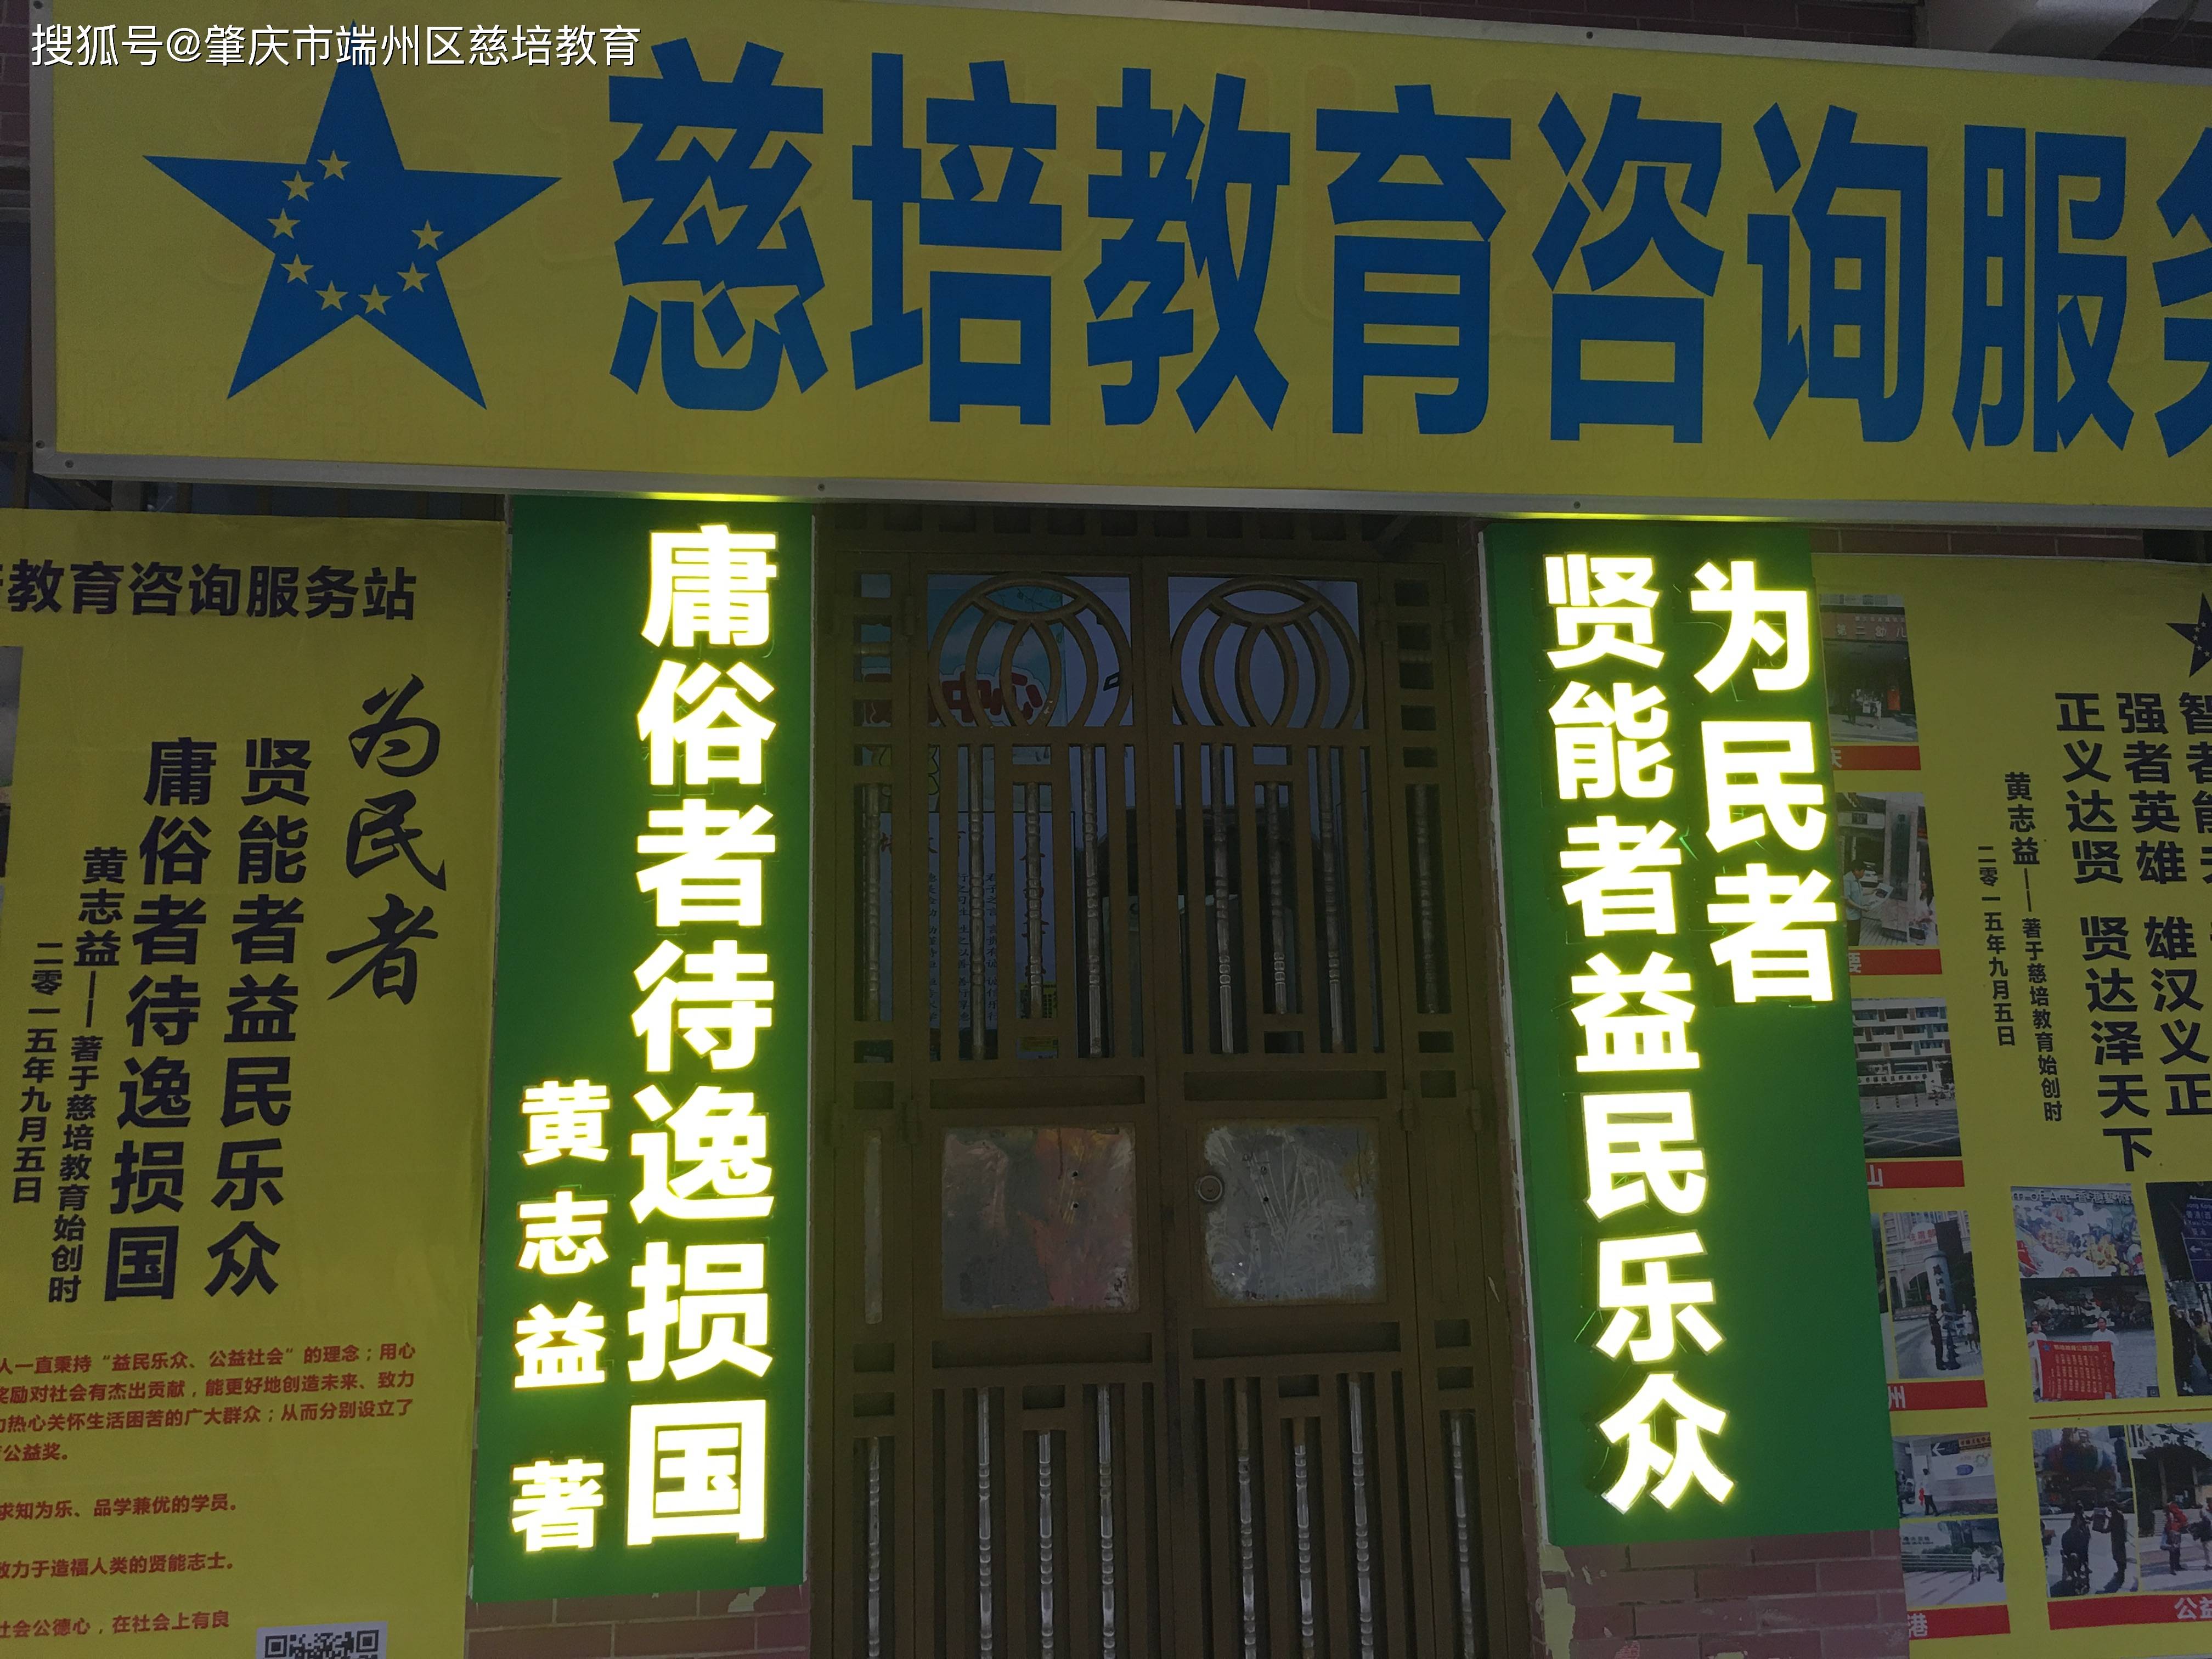 搜狐号@肇庆市端州区慈培教育
慈培教育咨询服务
为民者
贤能者益民乐众
庸俗者待逸损国
黄志益 著
教育咨询服务站
为民者
贤能者益民乐众
庸俗者待逸损国
黄志益——著于慈培教育始创时
二零一五年九月五日
人一直秉持“益民乐众、公益社会”的理念；用心
奖励对社会有杰出贡献，能更好地创造未来、致力
热心关怀生活困苦的广大群众；从而分别设立了
公益奖。
求知为乐、品学兼优的学员。
致力于造福人类的贤能志士。
社会公德心，在社会上有良
智者能
强者英雄 雄汉义正
正义达贤 贤达泽天下
黄志益——著于慈培教育始创时
二零一五年九月五日
山
州
港
公益